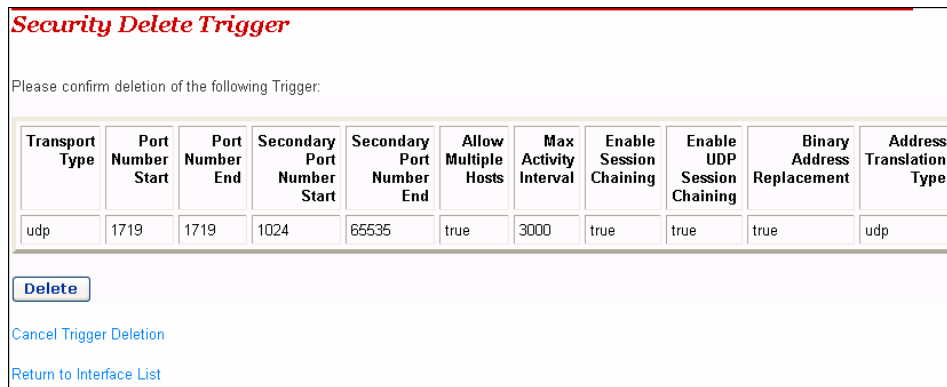 Security Delete Trigger
Please confirm deletion of the following Trigger:
Transport Type Port Number Start Port Number End Secondary Port Number Start Secondary Port Number End Allow Multiple Hosts Max Activity Interval Enable Session Chaining Enable UDP Session Chaining Binary Address Replacement Address Translation Type
udp 1719 1719 1024 65535 true 3000 true true true udp
Delete
Cancel Trigger Deletion
Return to Interface List